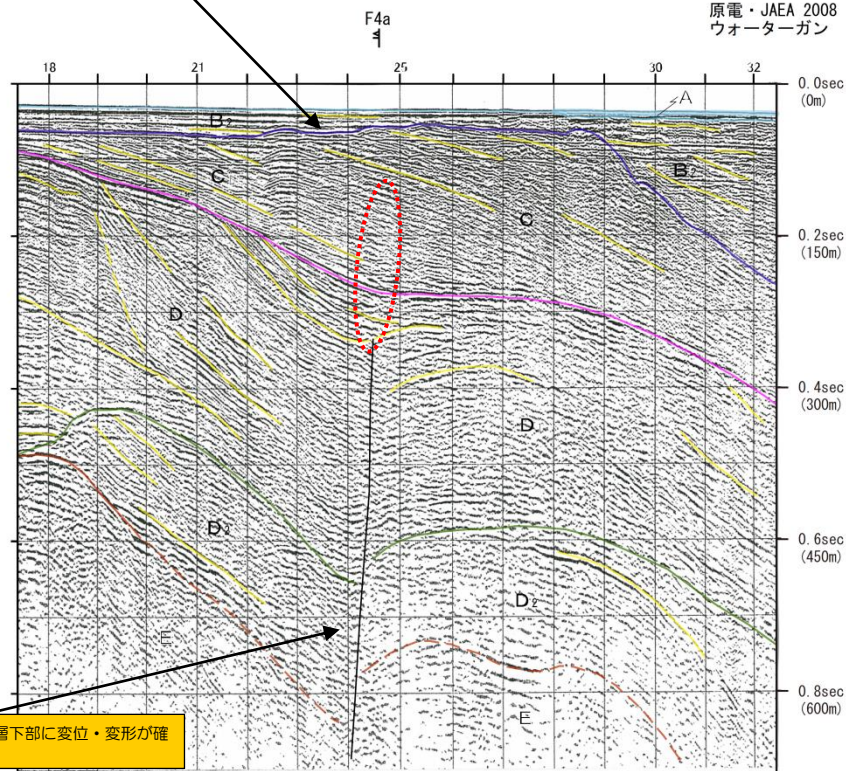 原電・JAEA 2008
ウォーターガン
F4a
18 21 25 30 32
0.0sec
(0m)
A
B₂
B
C
C
0.2sec
(150m)
D
0.4sec
(300m)
D
0.6sec
(450m)
D₂
D₂
E
E
0.8sec
(600m)
層下部に変位・変形が確